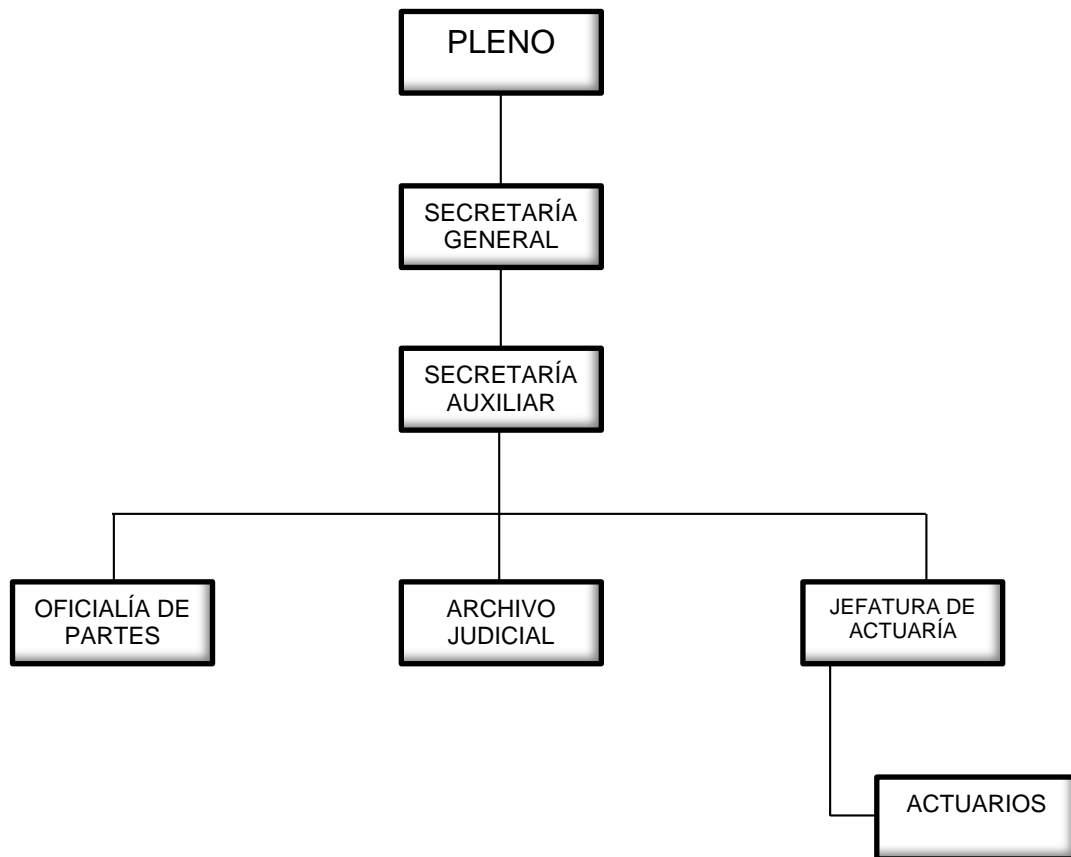 PLENO
SECRETARÍA
GENERAL
SECRETARÍA
AUXILIAR
OFICIALÍA DE
PARTES
ARCHIVO
JUDICIAL
JEFATURA DE
ACTUARÍA
ACTUARIOS